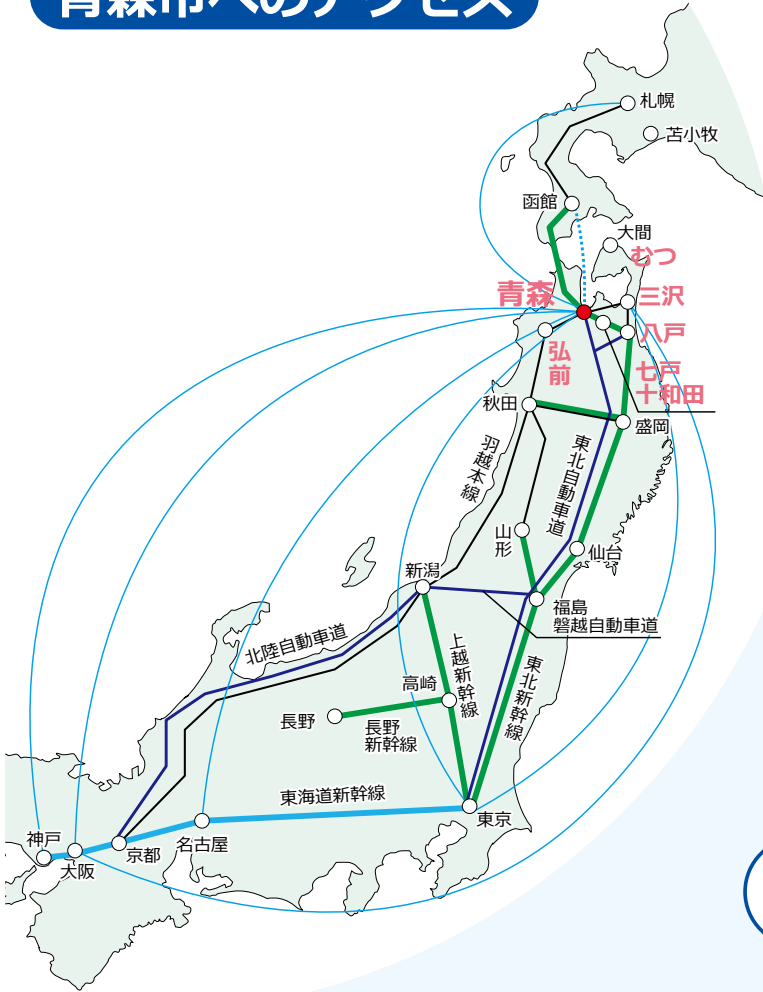 青森市へのアクセス
札幌
苫小牧
函館
大間
むつ
青森
三沢
八戸
弘
前
七戸
十和田
秋田
盛岡
羽越本線
東北自動車道
山
形
仙台
新潟
福島
磐越自動車道
北陸自動車道
上越新幹線
東北新幹線
高崎
長野
長野
新幹線
東海道新幹線
東京
神戸
大阪
京都
名古屋